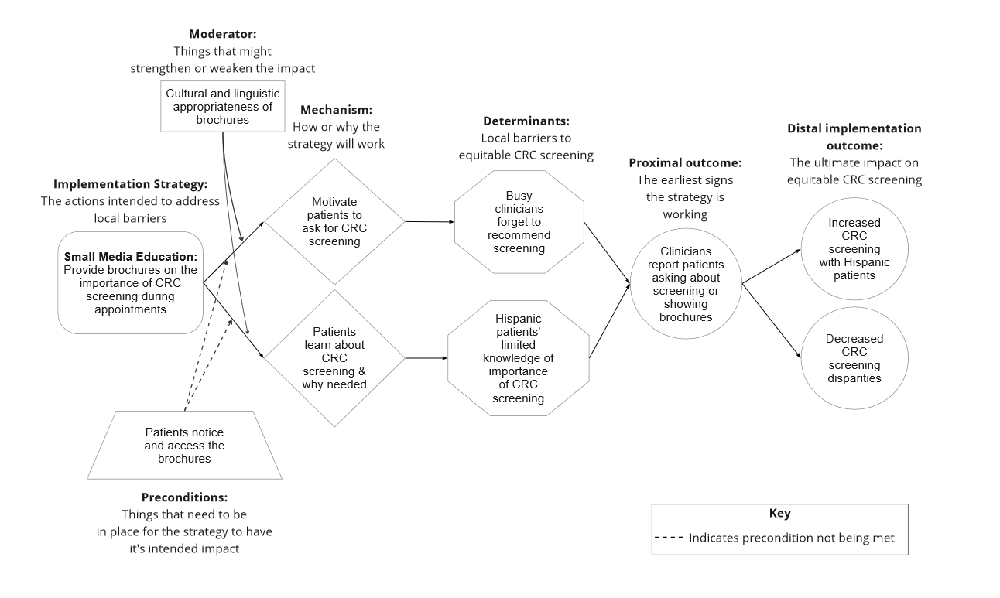 Moderator:
Things that might
strengthen or weaken the impact
Cultural and linguistic
appropriateness of
brochures
Mechanism:
How or why the
strategy will work
Determinants:
Local barriers to
equitable CRC screening
Distal implementation
outcome:
The ultimate impact on
equitable CRC screening
Proximal outcome:
The earliest signs
the strategy is
working
Implementation Strategy:
The actions intended to address
local barriers
Small Media Education:
Provide brochures on the
importance of CRC
screening during
appointments
Motivate
patients to
ask for CRC
screening
Busy
clinicians
forget to
recommend
screening
Clinicians
report patients
asking about
screening or
showing
brochures
Increased
CRC
screening
with Hispanic
patients
Patients
learn about
CRC
screening &
why needed
Hispanic
patients'
limited
knowledge of
importance
of CRC
screening
Decreased
CRC
screening
disparities
Patients notice
and access the
brochures
Preconditions:
Things that need to be
in place for the strategy to have
it's intended impact
Key
Indicates precondition not being met